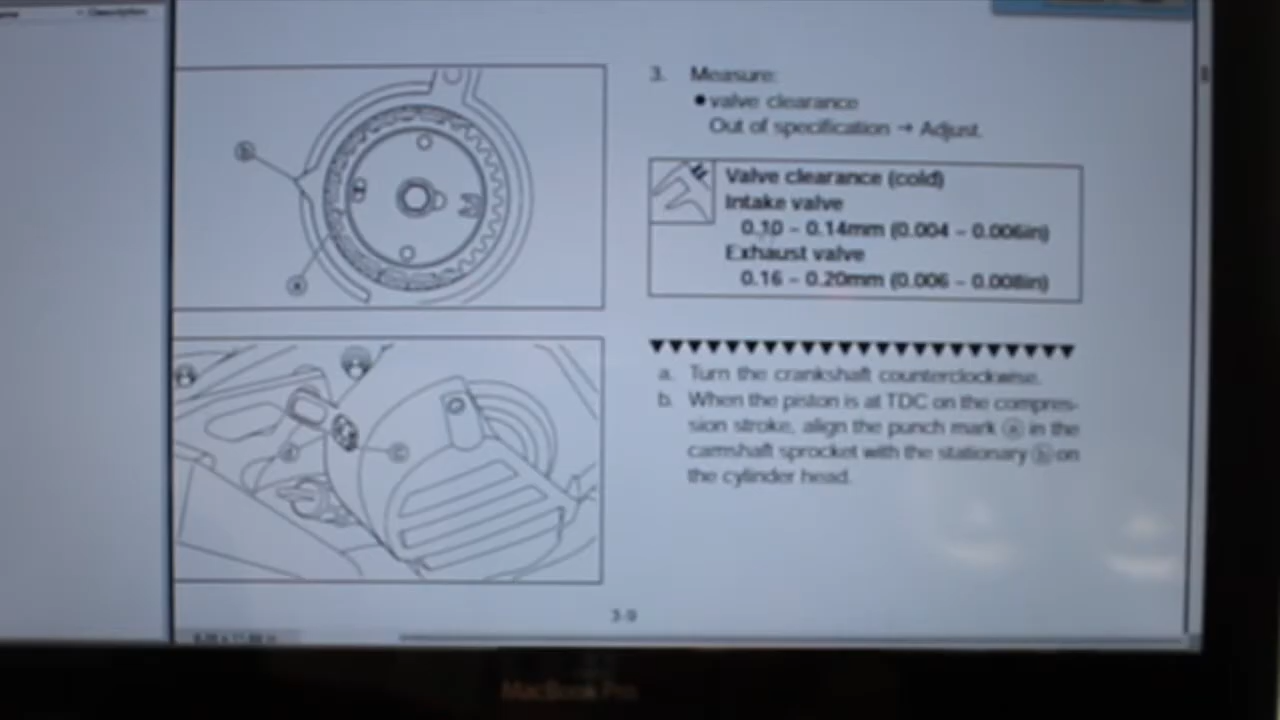 Description
3. Measure:
● valve clearance
Out of specification → Adjust.
Valve clearance (cold)
Intake valve
0.10 – 0.14mm (0.004 – 0.006in)
Exhaust valve
0.16 – 0.20mm (0.006 – 0.008in)
a. Turn the crankshaft counterclockwise.
b. When the piston is at TDC on the compres-
sion stroke, align the punch mark ⓐ in the
camshaft sprocket with the stationary ⓑ on
the cylinder head.
ⓑ
ⓐ
ⓓ
ⓒ
3-9
MacBook Pro